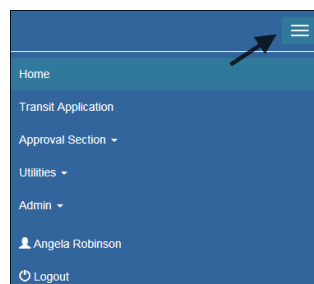 Home
Transit Application
Approval Section
Utilities
Admin
Angela Robinson
Logout